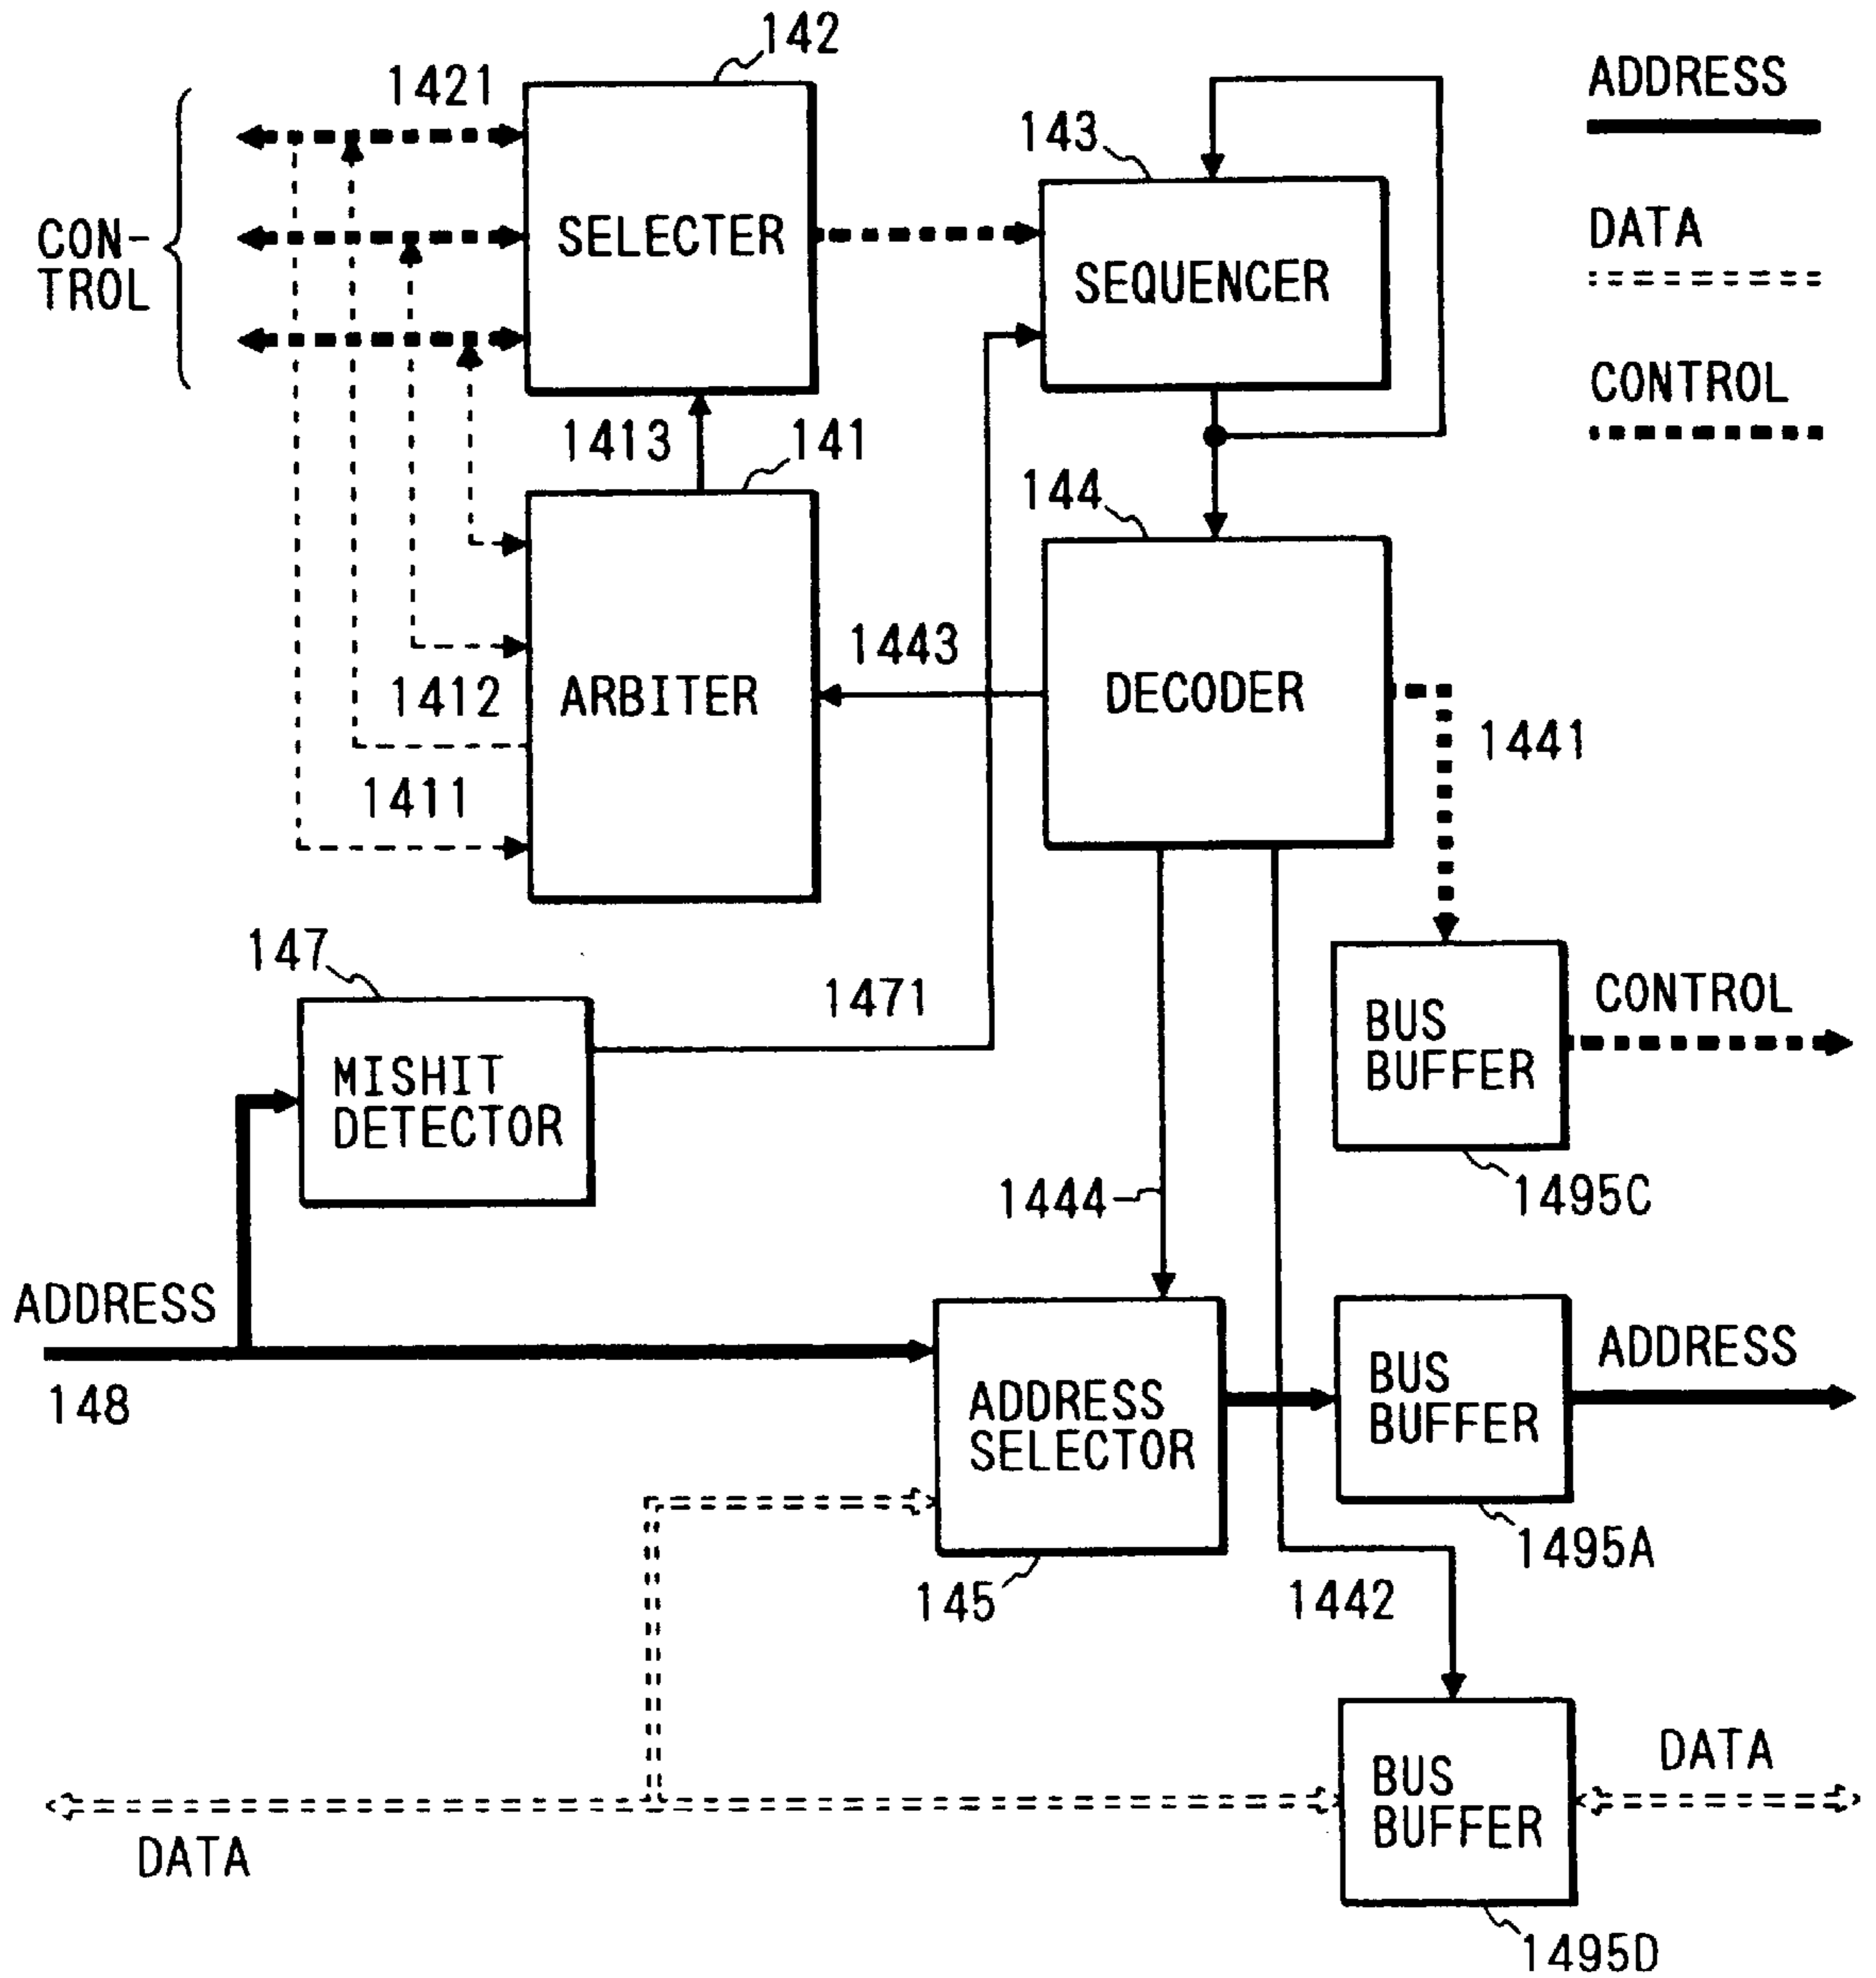 142
1421
ADDRESS
143
DATA
CON-
TROL
SELECTER
SEQUENCER
CONTROL
1413
141
144
1443
1412
ARBITER
DECODER
1441
1411
147
1471
CONTROL
BUS
BUFFER
MISHIT
DETECTOR
1444
1495C
ADDRESS
ADDRESS
148
ADDRESS
SELECTOR
BUS
BUFFER
1495A
145
1442
DATA
BUS
BUFFER
DATA
1495D